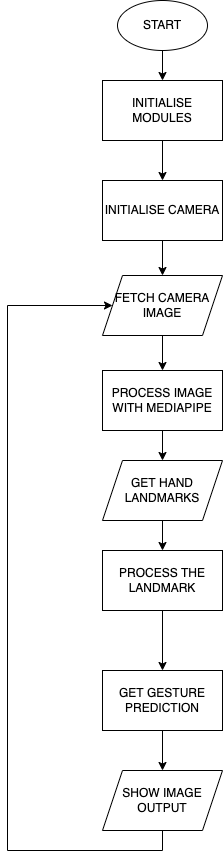 START
INITIALISE
MODULES
INITIALISE CAMERA
FETCH CAMERA
IMAGE
PROCESS IMAGE
WITH MEDIAPIPE
GET HAND
LANDMARKS
PROCESS THE
LANDMARK
GET GESTURE
PREDICTION
SHOW IMAGE
OUTPUT